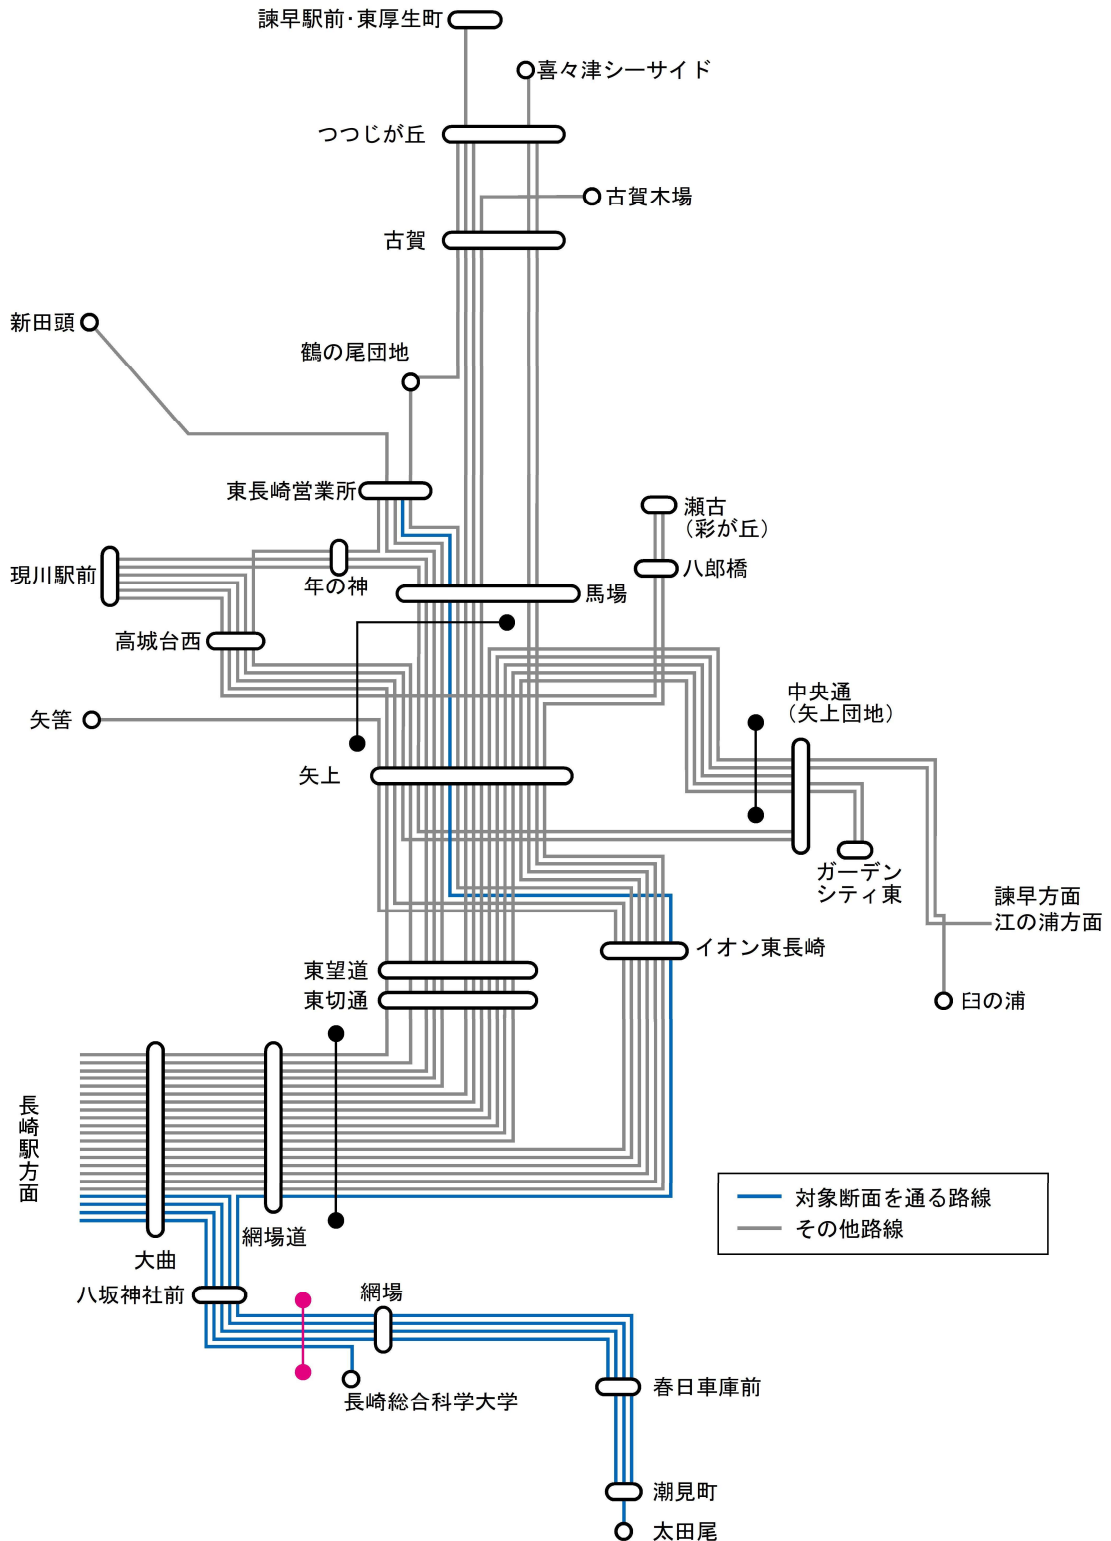 諫早駅前・東厚生町
喜々津シーサイド
つつじが丘
古賀木場
古賀
新田頭
鶴の尾団地
東長崎営業所
瀬古
（彩が丘）
八郎橋
現川駅前
年の神
馬場
高城台西
矢筈
中央通
（矢上団地）
矢上
ガーデン
シティ東
諫早方面
江の浦方面
イオン東長崎
東望道
東切通
臼の浦
長崎駅方面
対象断面を通る路線
その他路線
網場道
大曲
八坂神社前
網場
春日車庫前
長崎総合科学大学
潮見町
太田尾